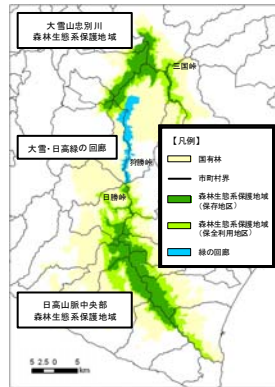 大雪山忠別川
森林生態系保護地域
三国峠
大雪・日高緑の回廊
狩勝峠
日勝峠
【凡例】
国有林
市町村界
森林生態系保護地域
(保存地区)
森林生態系保護地域
(保全利用地区)
緑の回廊
日高山脈中央部
森林生態系保護地域
5 2.5 0 5
km